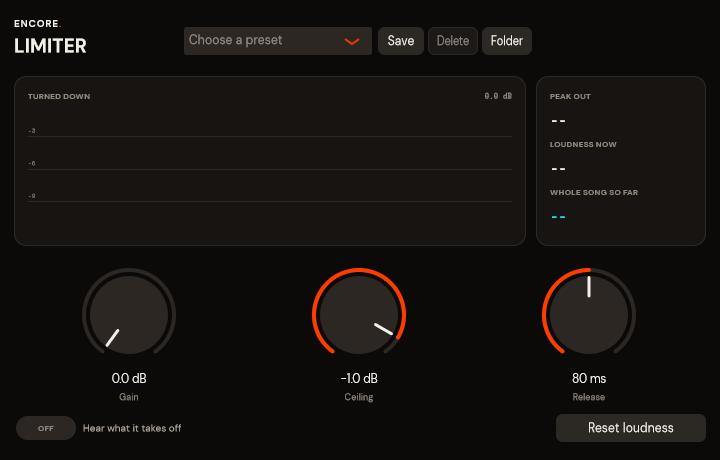 ENCORE.
LIMITER
Choose a preset
Save
Delete
Folder
TURNED DOWN
0.0 dB
-3
-6
-9
PEAK OUT
--
LOUDNESS NOW
--
WHOLE SONG SO FAR
--
0.0 dB
-1.0 dB
80 ms
Gain
Ceiling
Release
OFF
Hear what it takes off
Reset loudness